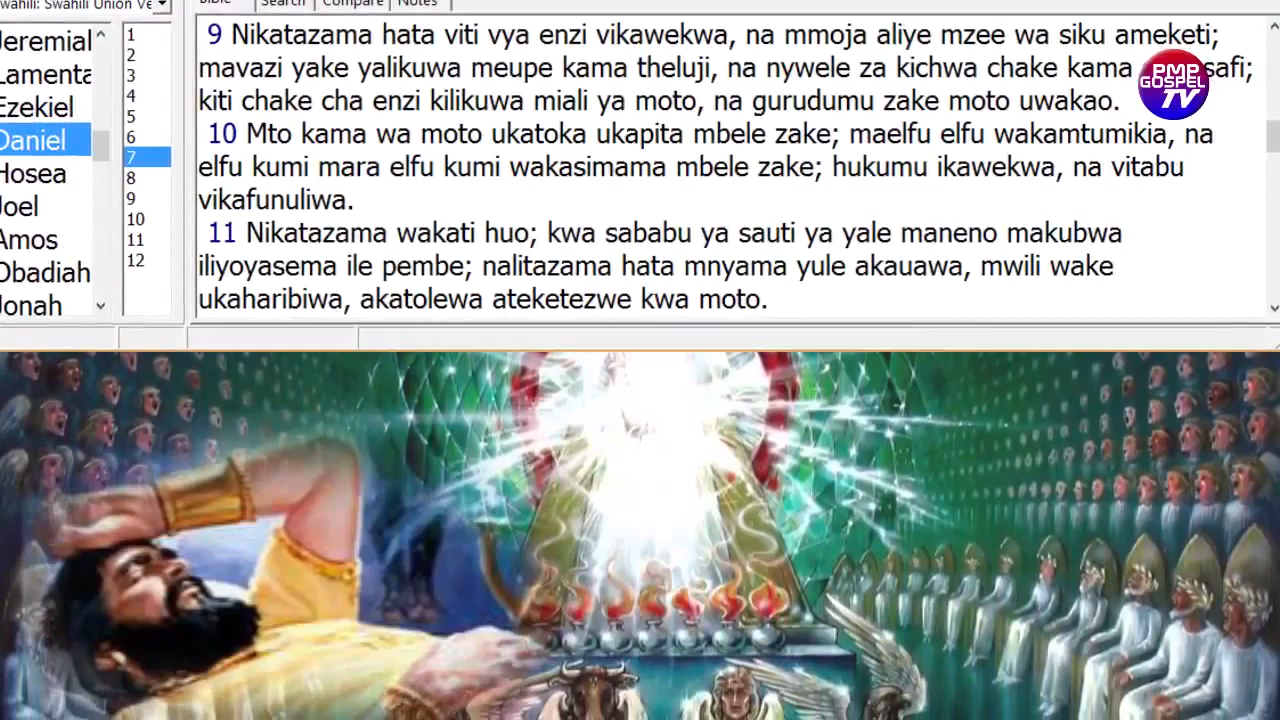 wahili: Swahili Union Ve
Search
Compare
Notes
Jeremial
Lamenta
Ezekiel
Daniel
Hosea
Joel
Amos
Obadiah
Jonah
1
2
3
4
5
6
7
8
9
10
11
12
9 Nikatazama hata viti vya enzi vikawekwa, na mmoja aliye mzee wa siku ameketi;
mavazi yake yalikuwa meupe kama theluji, na nywele za kichwa chake kama safi;
kiti chake cha enzi kilikuwa miali ya moto, na gurudumu zake moto uwakao.
10 Mto kama wa moto ukatoka ukapita mbele zake; maelfu elfu wakamtumikia, na
elfu kumi mara elfu kumi wakasimama mbele zake; hukumu ikawekwa, na vitabu
vikafunuliwa.
11 Nikatazama wakati huo; kwa sababu ya sauti ya yale maneno makubwa
iliyoyasema ile pembe; nalitazama hata mnyama yule akauawa, mwili wake
ukaharibiwa, akatolewa ateketezwe kwa moto.
PMP
GOSPEL
TV